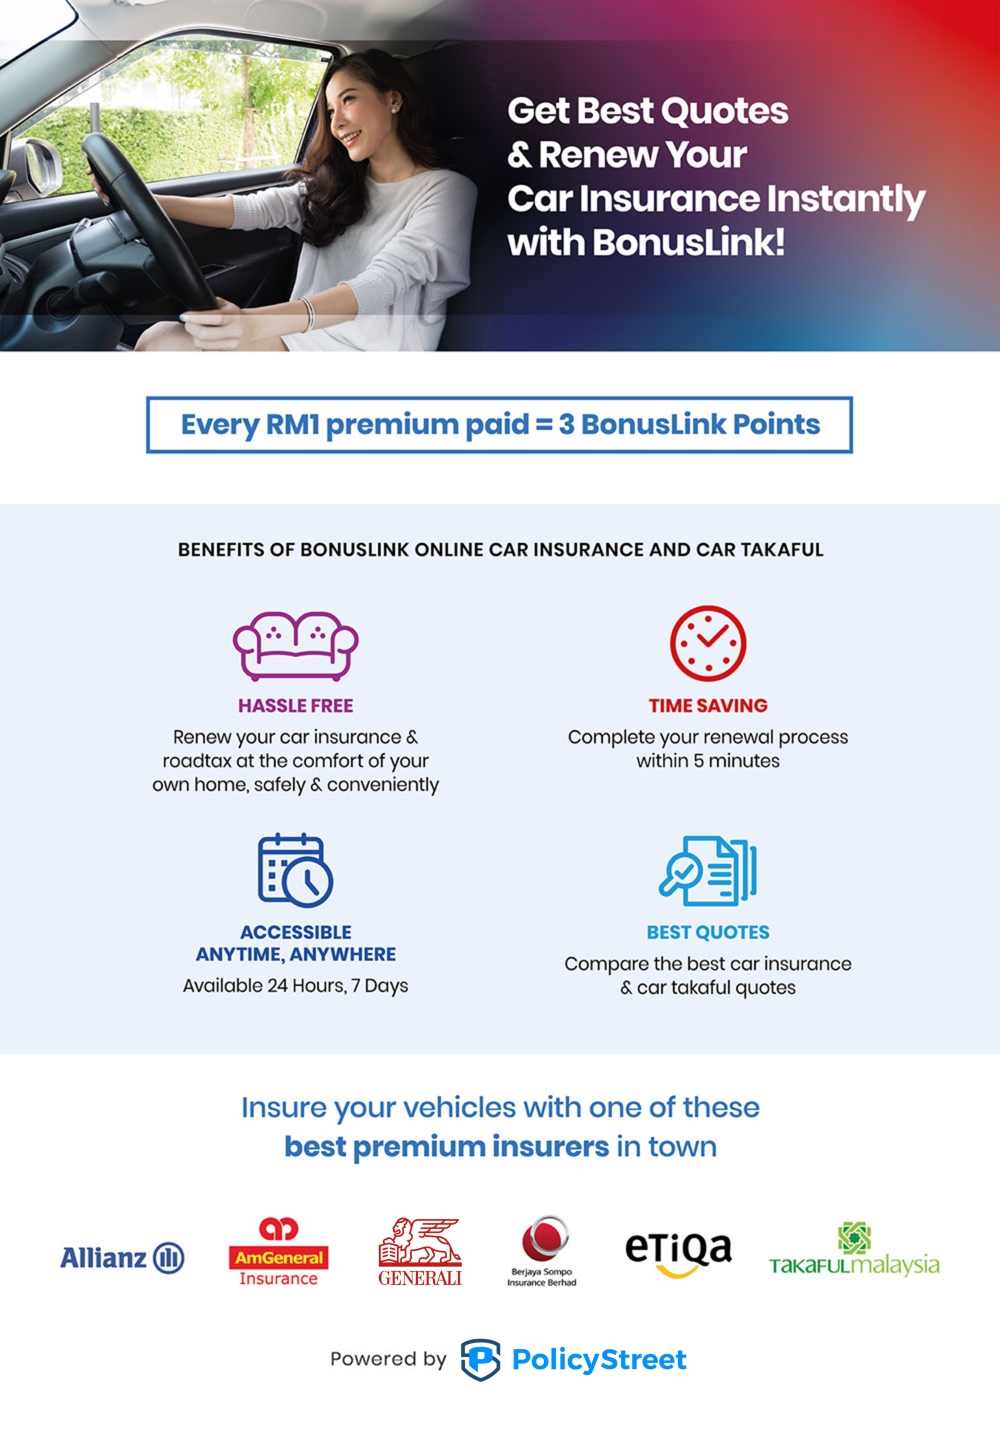 Get Best Quotes
& Renew Your
Car Insurance Instantly
with BonusLink!
Every RM1 premium paid = 3 BonusLink Points
BENEFITS OF BONUSLINK ONLINE CAR INSURANCE AND CAR TAKAFUL
HASSLE FREE
Renew your car insurance &
roadtax at the comfort of your
own home, safely & conveniently
TIME SAVING
Complete your renewal process
within 5 minutes
ACCESSIBLE
ANYTIME, ANYWHERE
Available 24 Hours, 7 Days
BEST QUOTES
Compare the best car insurance
& car takaful quotes
Insure your vehicles with one of these
best premium insurers in town
Allianz
AmGeneral
Insurance
GENERALI
Berjaya Sompo
Insurance Berhad
eTiQa
TAKAFULmalaysia
Powered by PolicyStreet